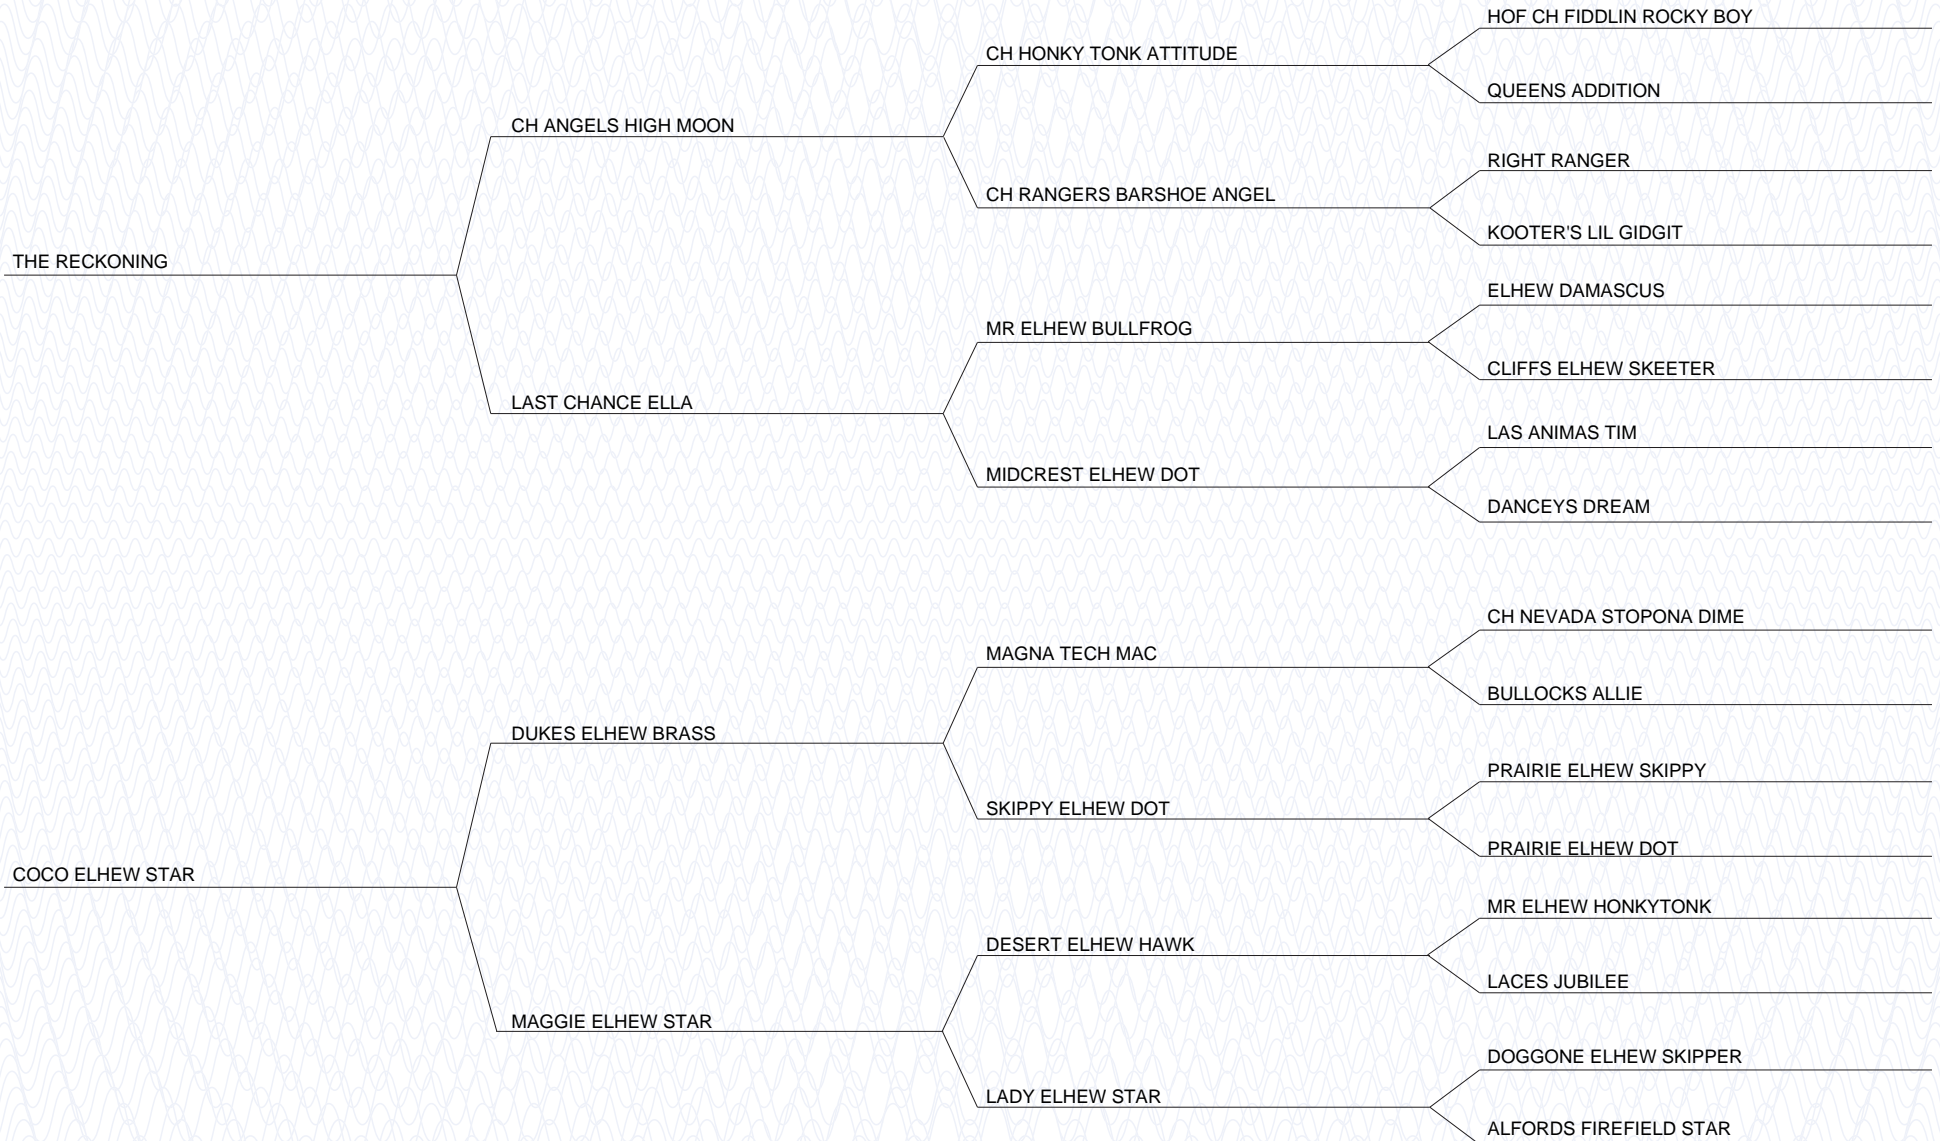 HOF CH FIDDLIN ROCKY BOY
CH HONKY TONK ATTITUDE
QUEENS ADDITION
CH ANGELS HIGH MOON
RIGHT RANGER
CH RANGERS BARSHOE ANGEL
KOOTER'S LIL GIDGIT
THE RECKONING
ELHEW DAMASCUS
MR ELHEW BULLFROG
CLIFFS ELHEW SKEETER
LAST CHANCE ELLA
LAS ANIMAS TIM
MIDCREST ELHEW DOT
DANCEYS DREAM
CH NEVADA STOPONA DIME
MAGNA TECH MAC
BULLOCKS ALLIE
DUKES ELHEW BRASS
PRAIRIE ELHEW SKIPPY
SKIPPY ELHEW DOT
PRAIRIE ELHEW DOT
COCO ELHEW STAR
MR ELHEW HONKYTONK
DESERT ELHEW HAWK
LACES JUBILEE
MAGGIE ELHEW STAR
DOGGONE ELHEW SKIPPER
LADY ELHEW STAR
ALFORDS FIREFIELD STAR